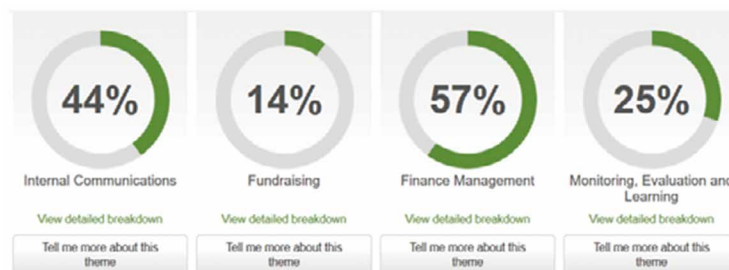 44% 14% 57% 25%
Internal Communications Fundraising Finance Management Monitoring, Evaluation and
Learning
View detailed breakdown View detailed breakdown View detailed breakdown View detailed breakdown
Tell me more about this Tell me more about this Tell me more about this Tell me more about this
theme theme theme theme